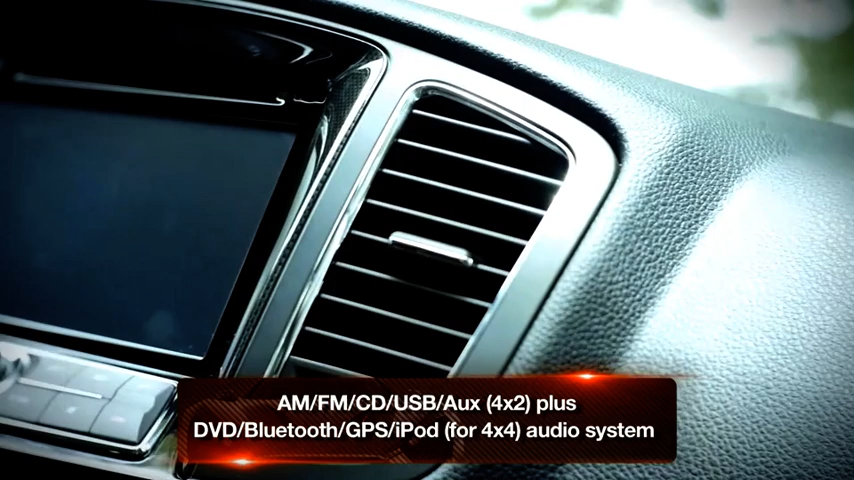 AM/FM/CD/USB/Aux (4x2) plus
DVD/Bluetooth/GPS/iPod (for 4x4) audio system